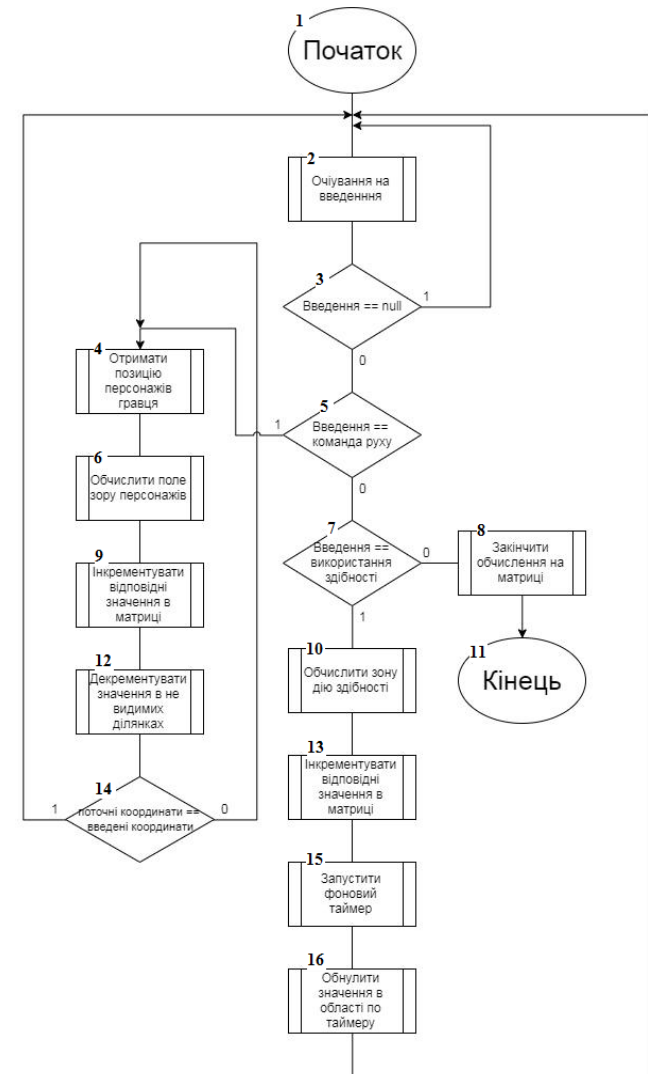 1
Початок
2
Очіування на
введенння
3
Введення == null
1
0
4
Отримати
позицію
персонажів
гравця
5
Введення ==
команда руху
1
0
6
Обчислити поле
зору персонажів
7
Введення ==
використання
здібності
0
1
8
Закінчити
обчислення на
матриці
9
Інкрементувати
відповідні
значення в
матриці
10
Обчислити зону
дію здібності
11
Кінець
12
Декрементувати
значення в не
видимих
ділянках
13
Інкрементувати
відповідні
значення в
матриці
14
поточні координати ==
введені координати
1
0
15
Запустити
фоновий
таймер
16
Обнулити
значення в
області по
таймеру